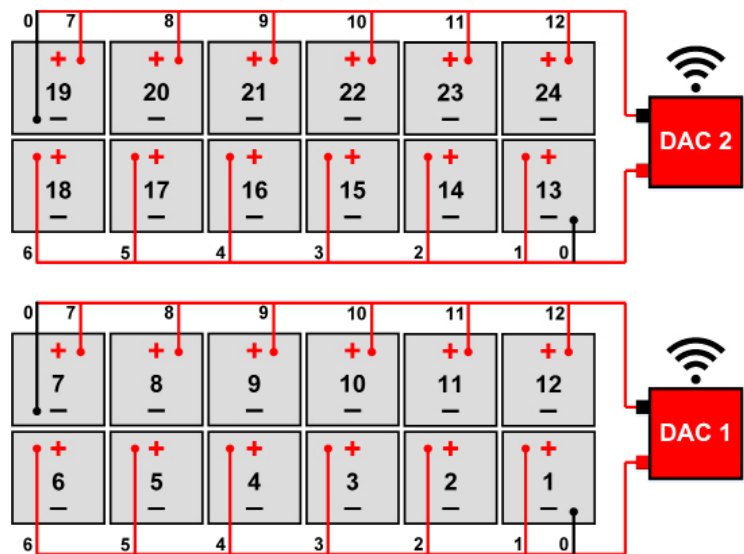 0 7 8 9 10 11 12
+ + + + + +
19 20 21 22 23 24
– – – – – –
DAC 2
+ + + + + +
18 17 16 15 14 13
– – – – – –
6 5 4 3 2 1 0
0 7 8 9 10 11 12
+ + + + + +
7 8 9 10 11 12
– – – – – –
DAC 1
+ + + + + +
6 5 4 3 2 1
– – – – – –
6 5 4 3 2 1 0